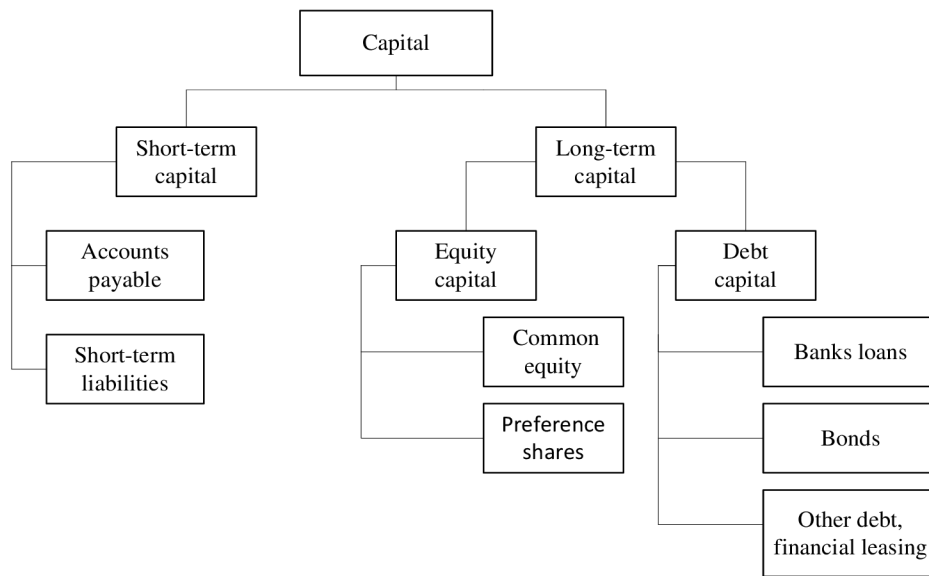 Capital
Short-term
capital
Long-term
capital
Accounts
payable
Equity
capital
Debt
capital
Short-term
liabilities
Common
equity
Banks loans
Preference
shares
Bonds
Other debt,
financial leasing